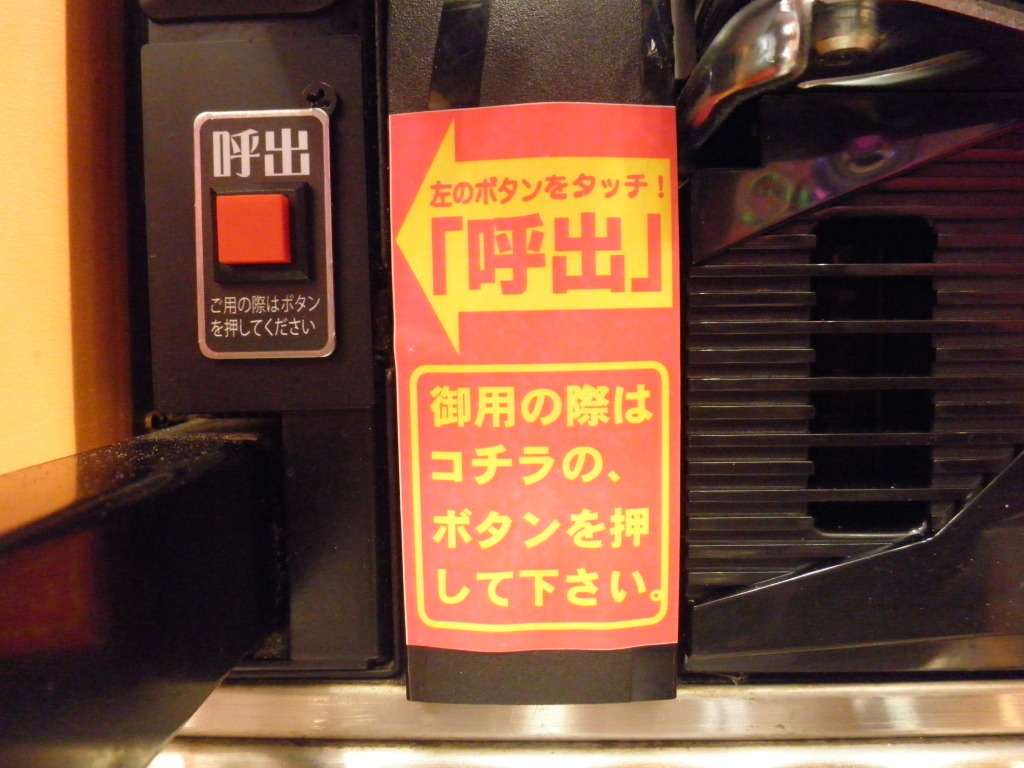 呼出
ご用の際はボタン
を押してください
左のボタンをタッチ!
「呼出」
御用の際は
コチラの、
ボタンを押
して下さい。